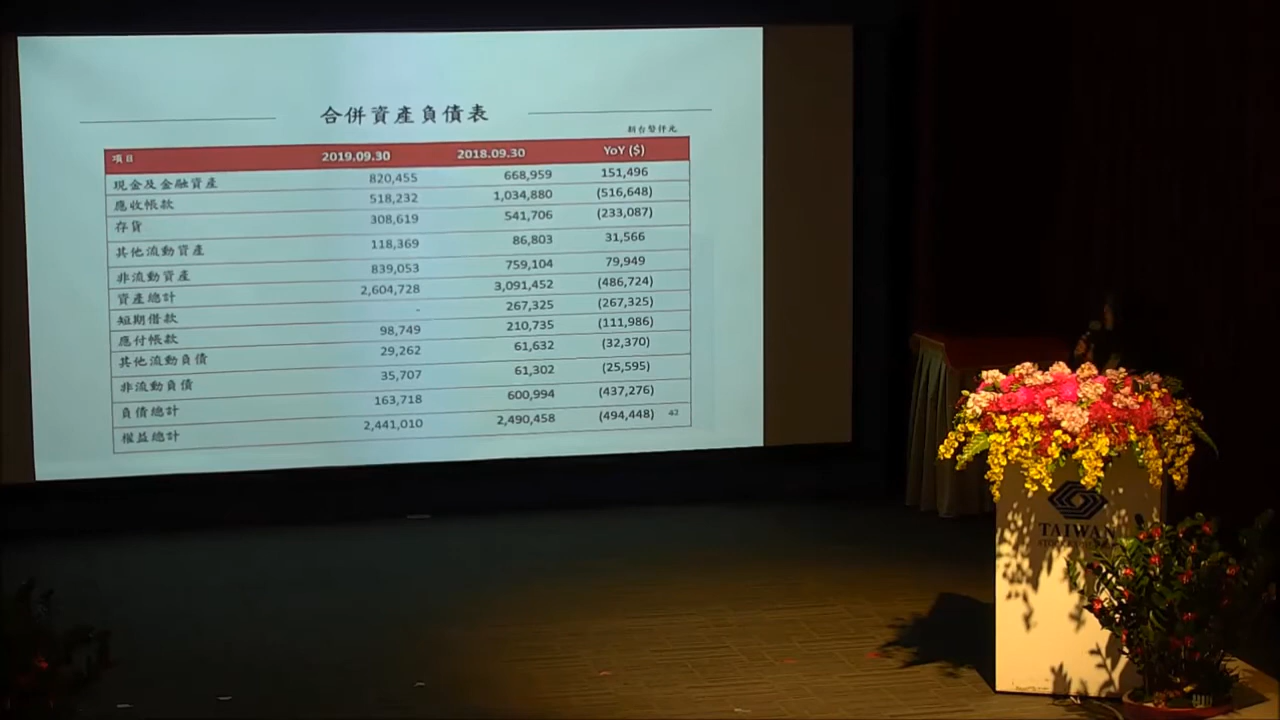 合併資產負債表
新台幣仟元
項目 2019.09.30 2018.09.30 YoY ($)
現金及金融資產 820,455 668,959 151,496
應收帳款 518,232 1,034,880 (516,648)
存貨 308,619 541,706 (233,087)
其他流動資產 118,369 86,803 31,566
非流動資產 839,053 759,104 79,949
資產總計 2,604,728 3,091,452 (486,724)
短期借款 - 267,325 (267,325)
應付帳款 98,749 210,735 (111,986)
其他流動負債 29,262 61,632 (32,370)
非流動負債 35,707 61,302 (25,595)
負債總計 163,718 600,994 (437,276)
權益總計 2,441,010 2,490,458 (494,448)
TAIWAN